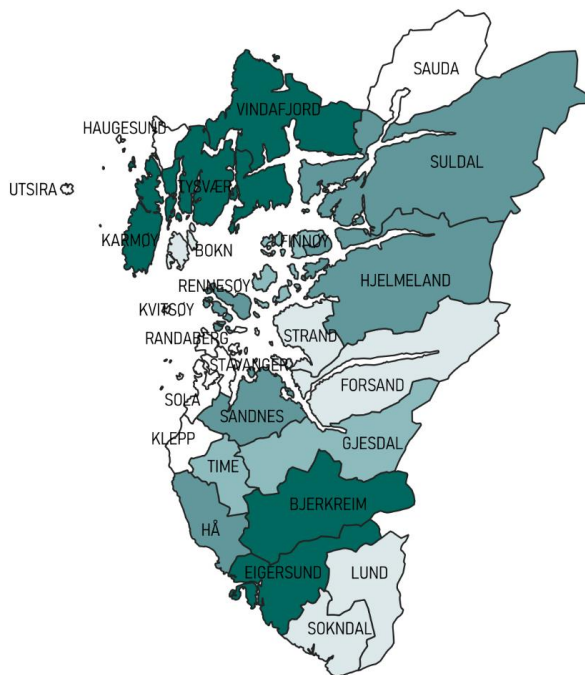 SAUDA
VINDAFJORD
HAUGESUND
SULDAL
UTSIRA
TYSVÆR
KARMØY
BOKN
FINNØY
HJELMELAND
RENNESØY
KVITSØY
RANDABERG
STRAND
STAVANGER
FORSAND
SOLA
SANDNES
KLEPP
GJESDAL
TIME
BJERKREIM
HÅ
EIGERSUND
LUND
SOKNDAL